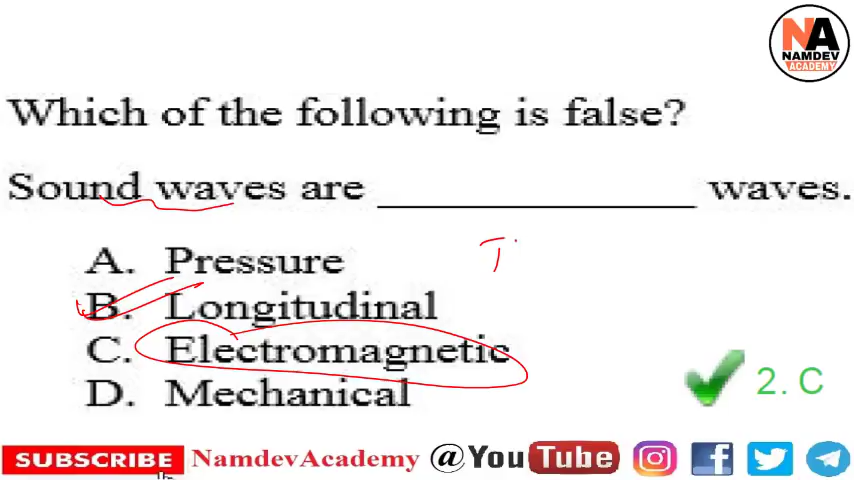 NA
NAMDEV
ACADEMY
Which of the following is false?
Sound waves are ______________ waves.
A. Pressure
B. Longitudinal
C. Electromagnetic
D. Mechanical
T
2. C
SUBSCRIBE NamdevAcademy @YouTube